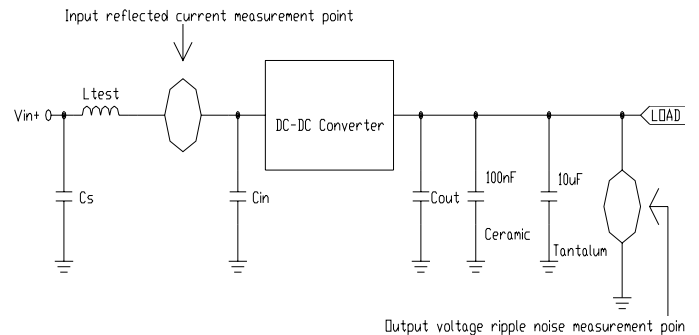 Input reflected current measurement point
Ltest
Vin+
DC-DC Converter
LOAD
Cs
Cin
Cout
100nF
10uF
Ceramic
Tantalum
Output voltage ripple noise measurement poin